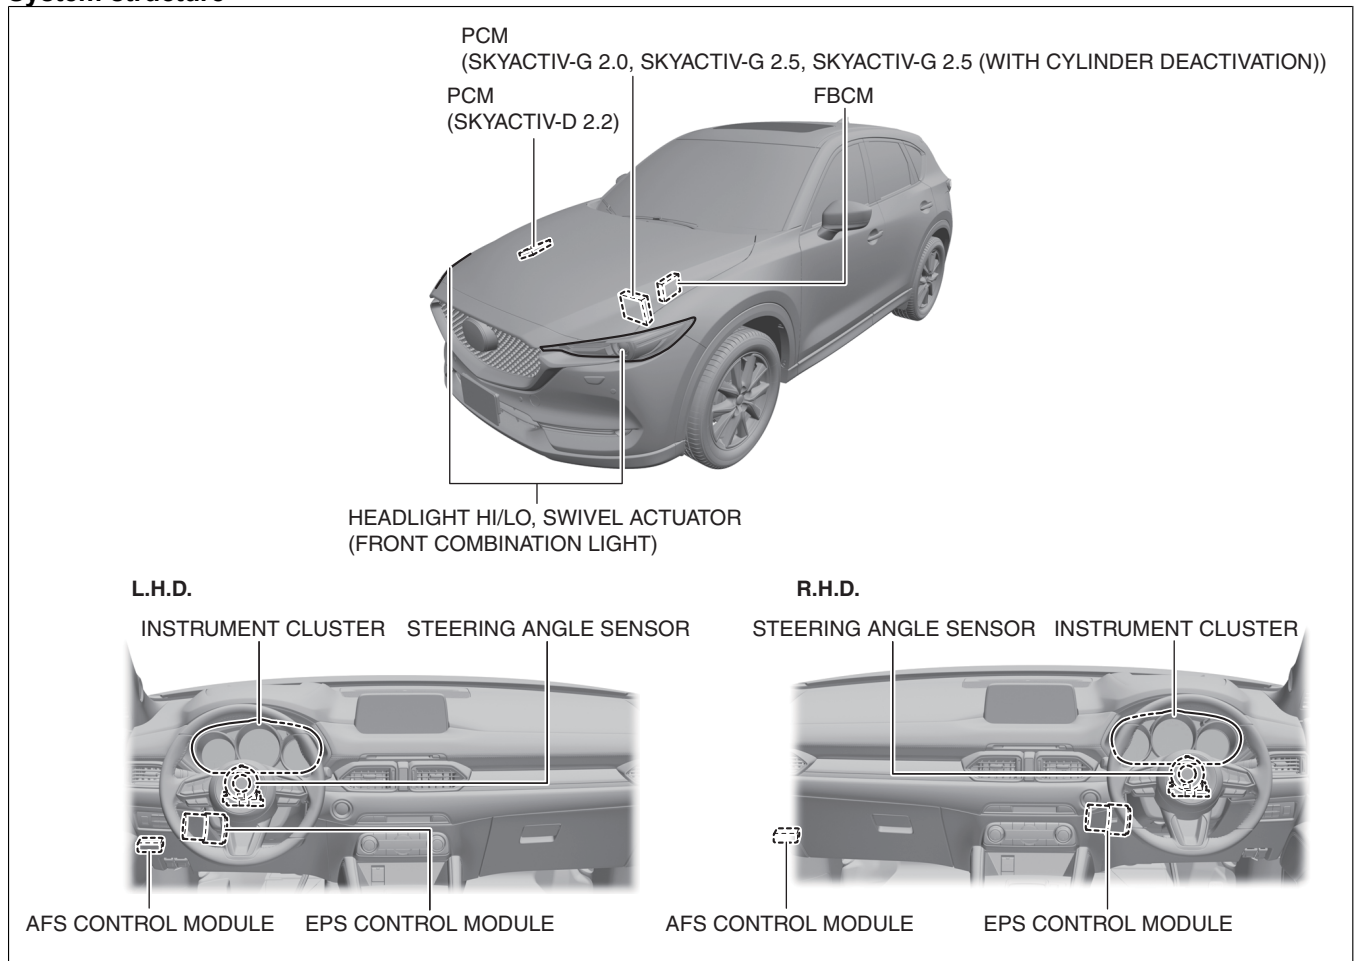 System structure
PCM
(SKYACTIV-G 2.0, SKYACTIV-G 2.5, SKYACTIV-G 2.5 (WITH CYLINDER DEACTIVATION))
PCM
(SKYACTIV-D 2.2)
FBCM
HEADLIGHT HI/LO, SWIVEL ACTUATOR
(FRONT COMBINATION LIGHT)
L.H.D.
INSTRUMENT CLUSTER
STEERING ANGLE SENSOR
AFS CONTROL MODULE
EPS CONTROL MODULE
R.H.D.
STEERING ANGLE SENSOR
INSTRUMENT CLUSTER
AFS CONTROL MODULE
EPS CONTROL MODULE